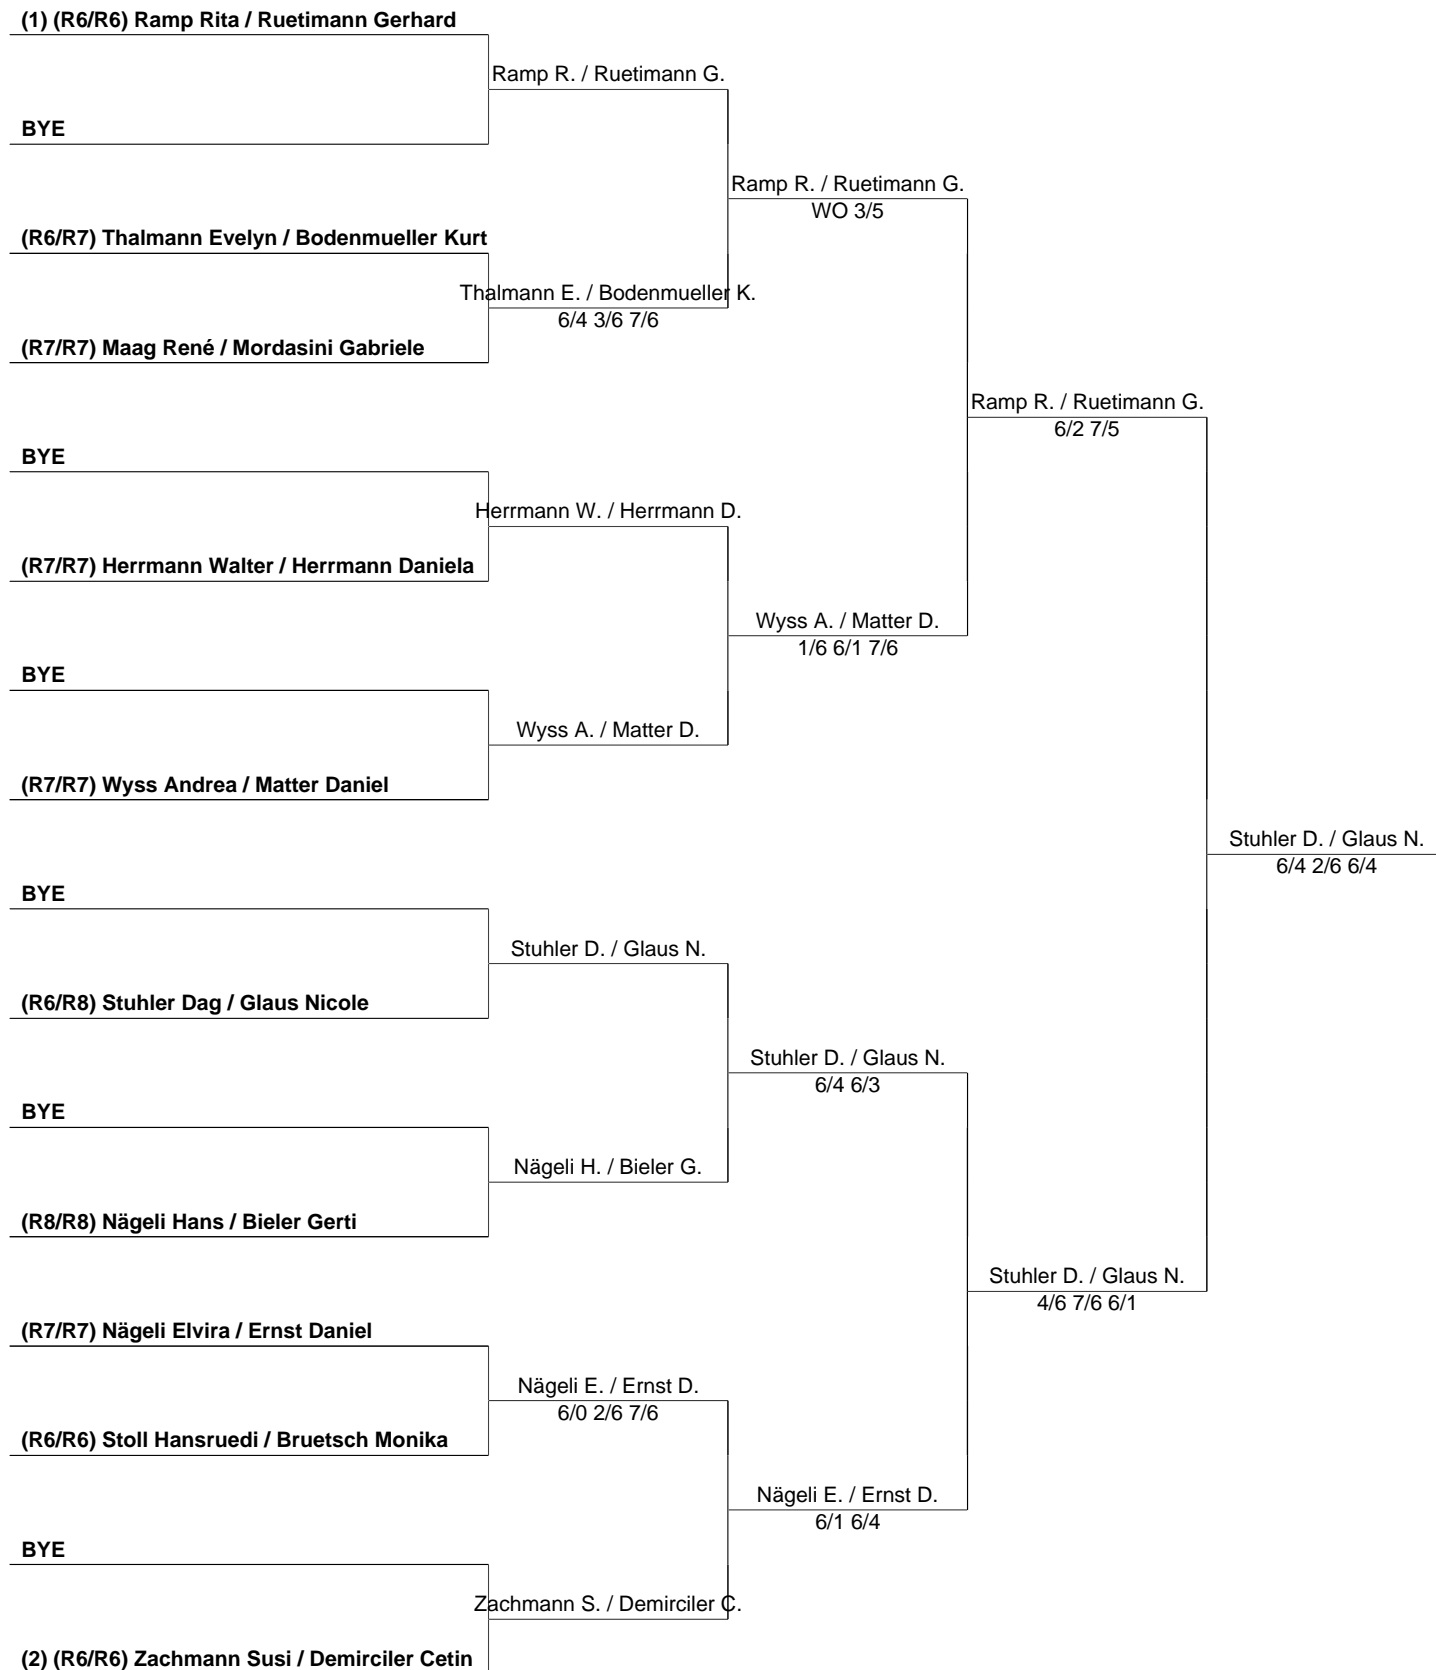 (1) (R6/R6) Ramp Rita / Ruetimann Gerhard
Ramp R. / Ruetimann G.
BYE
Ramp R. / Ruetimann G.
WO 3/5
(R6/R7) Thalmann Evelyn / Bodenmueller Kurt
Thalmann E. / Bodenmueller K.
6/4 3/6 7/6
(R7/R7) Maag René / Mordasini Gabriele
Ramp R. / Ruetimann G.
6/2 7/5
BYE
Herrmann W. / Herrmann D.
(R7/R7) Herrmann Walter / Herrmann Daniela
Wyss A. / Matter D.
1/6 6/1 7/6
BYE
Wyss A. / Matter D.
(R7/R7) Wyss Andrea / Matter Daniel
Stuhler D. / Glaus N.
6/4 2/6 6/4
BYE
Stuhler D. / Glaus N.
(R6/R8) Stuhler Dag / Glaus Nicole
Stuhler D. / Glaus N.
6/4 6/3
BYE
Nägeli H. / Bieler G.
(R8/R8) Nägeli Hans / Bieler Gerti
Stuhler D. / Glaus N.
4/6 7/6 6/1
(R7/R7) Nägeli Elvira / Ernst Daniel
Nägeli E. / Ernst D.
6/0 2/6 7/6
(R6/R6) Stoll Hansruedi / Bruetsch Monika
Nägeli E. / Ernst D.
6/1 6/4
BYE
Zachmann S. / Demirciler C.
(2) (R6/R6) Zachmann Susi / Demirciler Cetin